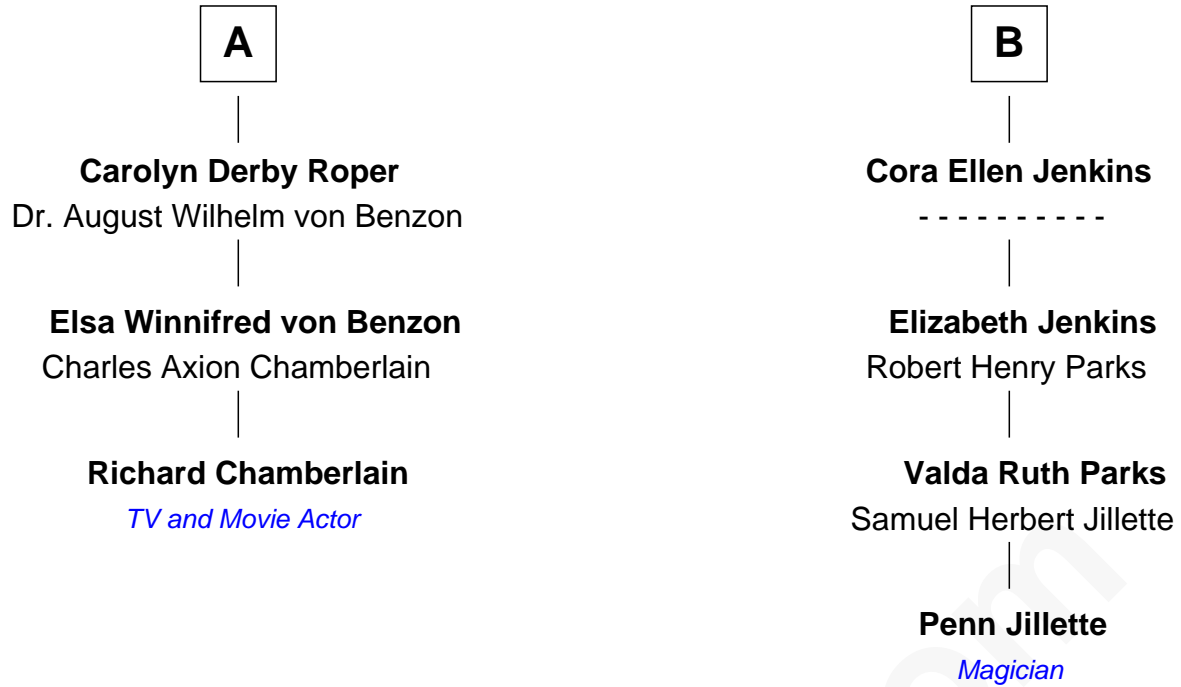 A
Carolyn Derby Roper
Dr. August Wilhelm von Benzon
Elsa Winnifred von Benzon
Charles Axion Chamberlain
Richard Chamberlain
TV and Movie Actor
B
Cora Ellen Jenkins
- - - - - - - - - -
Elizabeth Jenkins
Robert Henry Parks
Valda Ruth Parks
Samuel Herbert Jillette
Penn Jillette
Magician